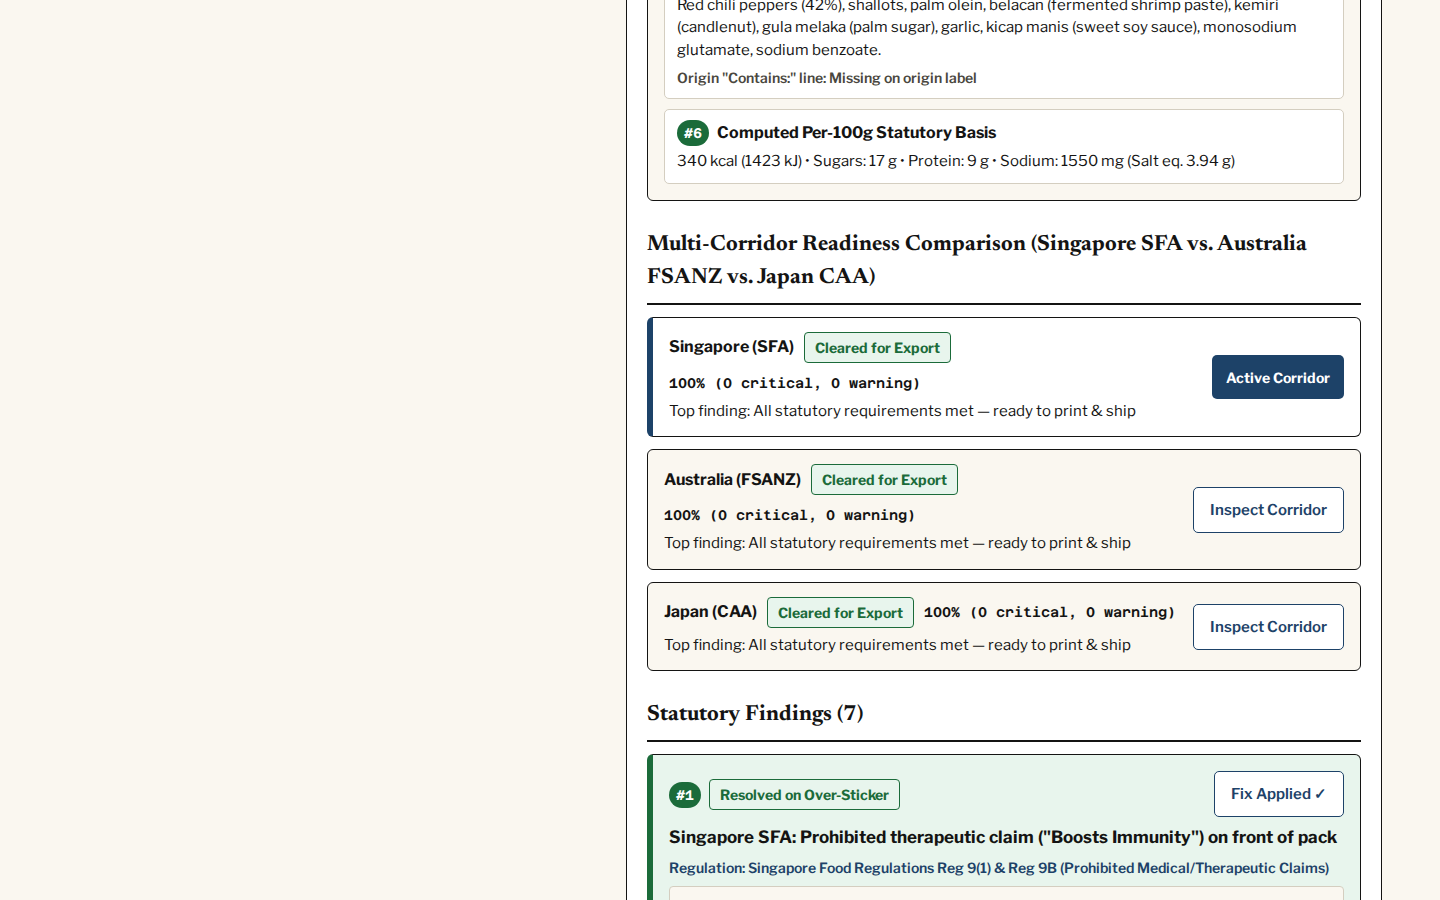 Red chili peppers (42%), shallots, palm olein, belacan (fermented shrimp paste), kemiri
(candlenut), gula melaka (palm sugar), garlic, kicap manis (sweet soy sauce), monosodium
glutamate, sodium benzoate.
Origin "Contains:" line: Missing on origin label
#6 Computed Per-100g Statutory Basis
340 kcal (1423 kJ) • Sugars: 17 g • Protein: 9 g • Sodium: 1550 mg (Salt eq. 3.94 g)
Multi-Corridor Readiness Comparison (Singapore SFA vs. Australia
FSANZ vs. Japan CAA)
Singapore (SFA) Cleared for Export
100% (0 critical, 0 warning)
Top finding: All statutory requirements met — ready to print & ship
Active Corridor
Australia (FSANZ) Cleared for Export
100% (0 critical, 0 warning)
Top finding: All statutory requirements met — ready to print & ship
Inspect Corridor
Japan (CAA) Cleared for Export 100% (0 critical, 0 warning)
Top finding: All statutory requirements met — ready to print & ship
Inspect Corridor
Statutory Findings (7)
#1 Resolved on Over-Sticker
Fix Applied ✓
Singapore SFA: Prohibited therapeutic claim ("Boosts Immunity") on front of pack
Regulation: Singapore Food Regulations Reg 9(1) & Reg 9B (Prohibited Medical/Therapeutic Claims)